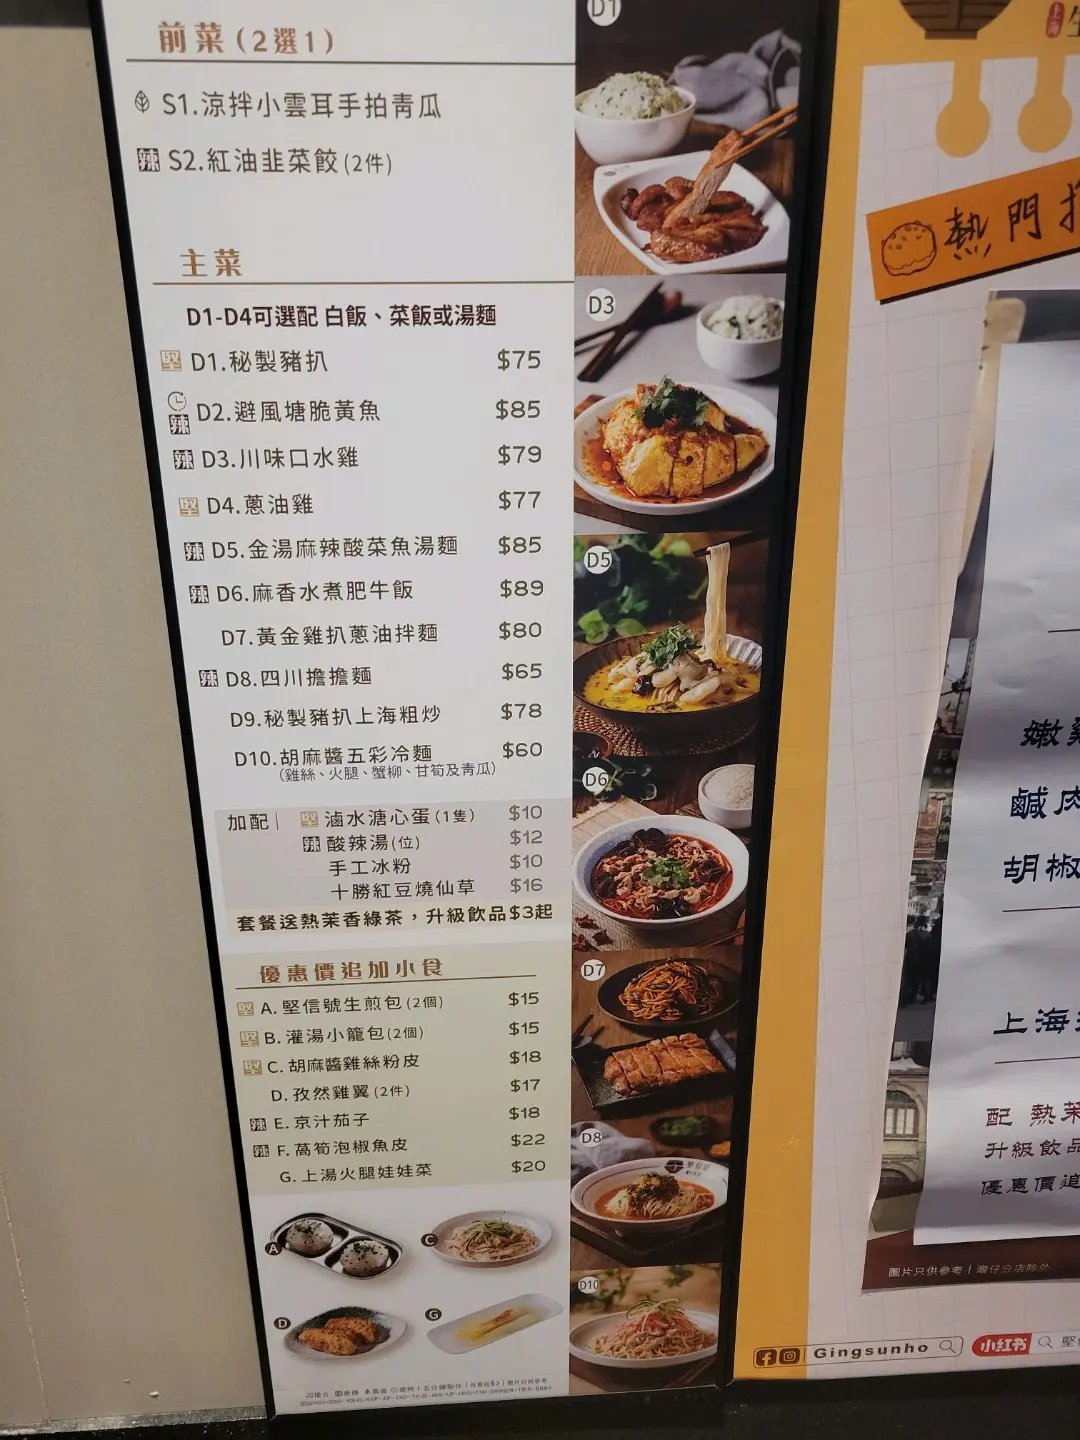 前菜(2選1)
S1.涼拌小雲耳手拍青瓜
辣 S2.紅油韭菜餃(2件)
主菜
D1-D4可選配 白飯、菜飯或湯麵
堅 D1.秘製豬扒 $75
辣 D2.避風塘脆黃魚 $85
辣 D3.川味口水雞 $79
堅 D4.蔥油雞 $77
辣 D5.金湯麻辣酸菜魚湯麵 $85
辣 D6.麻香水煮肥牛飯 $89
D7.黃金雞扒蔥油拌麵 $80
辣 D8.四川擔擔麵 $65
D9.秘製豬扒上海粗炒 $78
D10.胡麻醬五彩冷麵 $60
(雞絲、火腿、蟹柳、甘筍及青瓜)
加配| 堅 滷水溏心蛋(1隻) $10
辣 酸辣湯(位) $12
手工冰粉 $10
十勝紅豆燒仙草 $16
套餐送熱茉香綠茶，升級飲品$3起
優惠價追加小食
堅 A.堅信號生煎包(2個) $15
堅 B.灌湯小籠包(2個) $15
堅 C.胡麻醬雞絲粉皮 $18
D.孜然雞翼(2件) $17
辣 E.京汁茄子 $18
辣 F.萵筍泡椒魚皮 $22
G.上湯火腿娃娃菜 $20
A
C
D
G
D1
D3
D5
D6
D7
D8
D10
上海
熱門
嫩
鹹肉
胡椒
上海
配 熱茉
升級飲品
優惠價追
圖片只供參考 | 灣仔分店除外
Gingsunho
小红书
堅